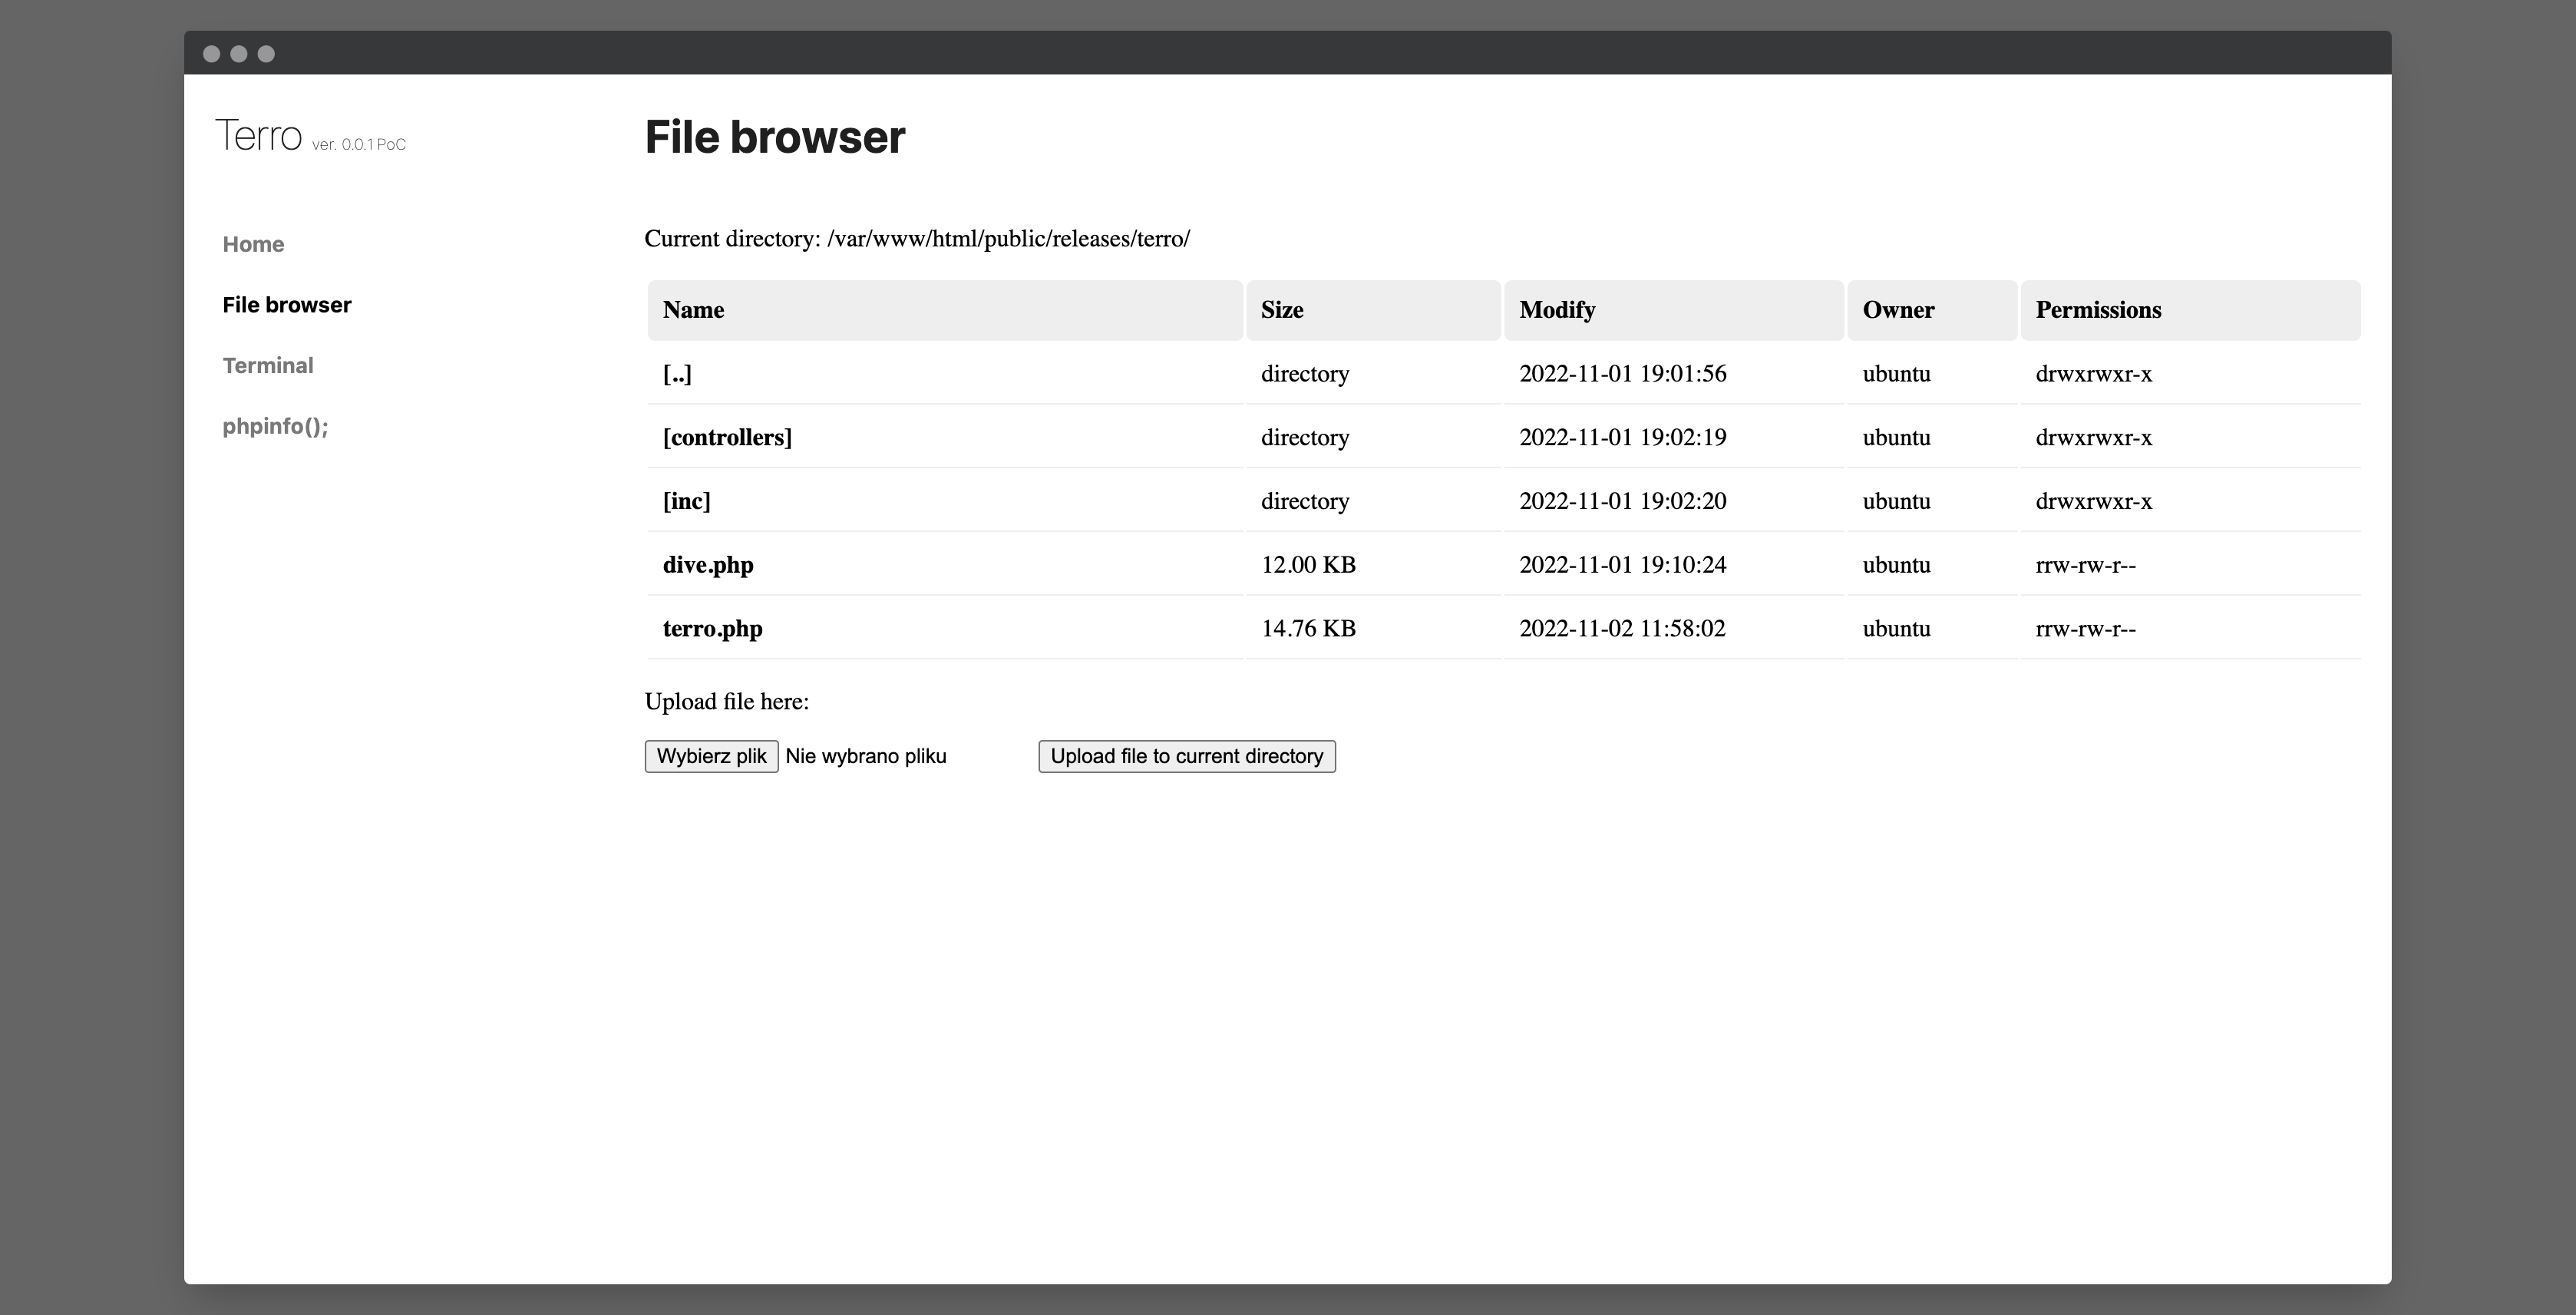 Terro ver. 0.0.1 PoC
File browser
Home
File browser
Terminal
phpinfo();
Current directory: /var/www/html/public/releases/terro/
Name Size Modify Owner Permissions
[..] directory 2022-11-01 19:01:56 ubuntu drwxrwxr-x
[controllers] directory 2022-11-01 19:02:19 ubuntu drwxrwxr-x
[inc] directory 2022-11-01 19:02:20 ubuntu drwxrwxr-x
dive.php 12.00 KB 2022-11-01 19:10:24 ubuntu rrw-rw-r--
terro.php 14.76 KB 2022-11-02 11:58:02 ubuntu rrw-rw-r--
Upload file here:
Wybierz plik Nie wybrano pliku Upload file to current directory